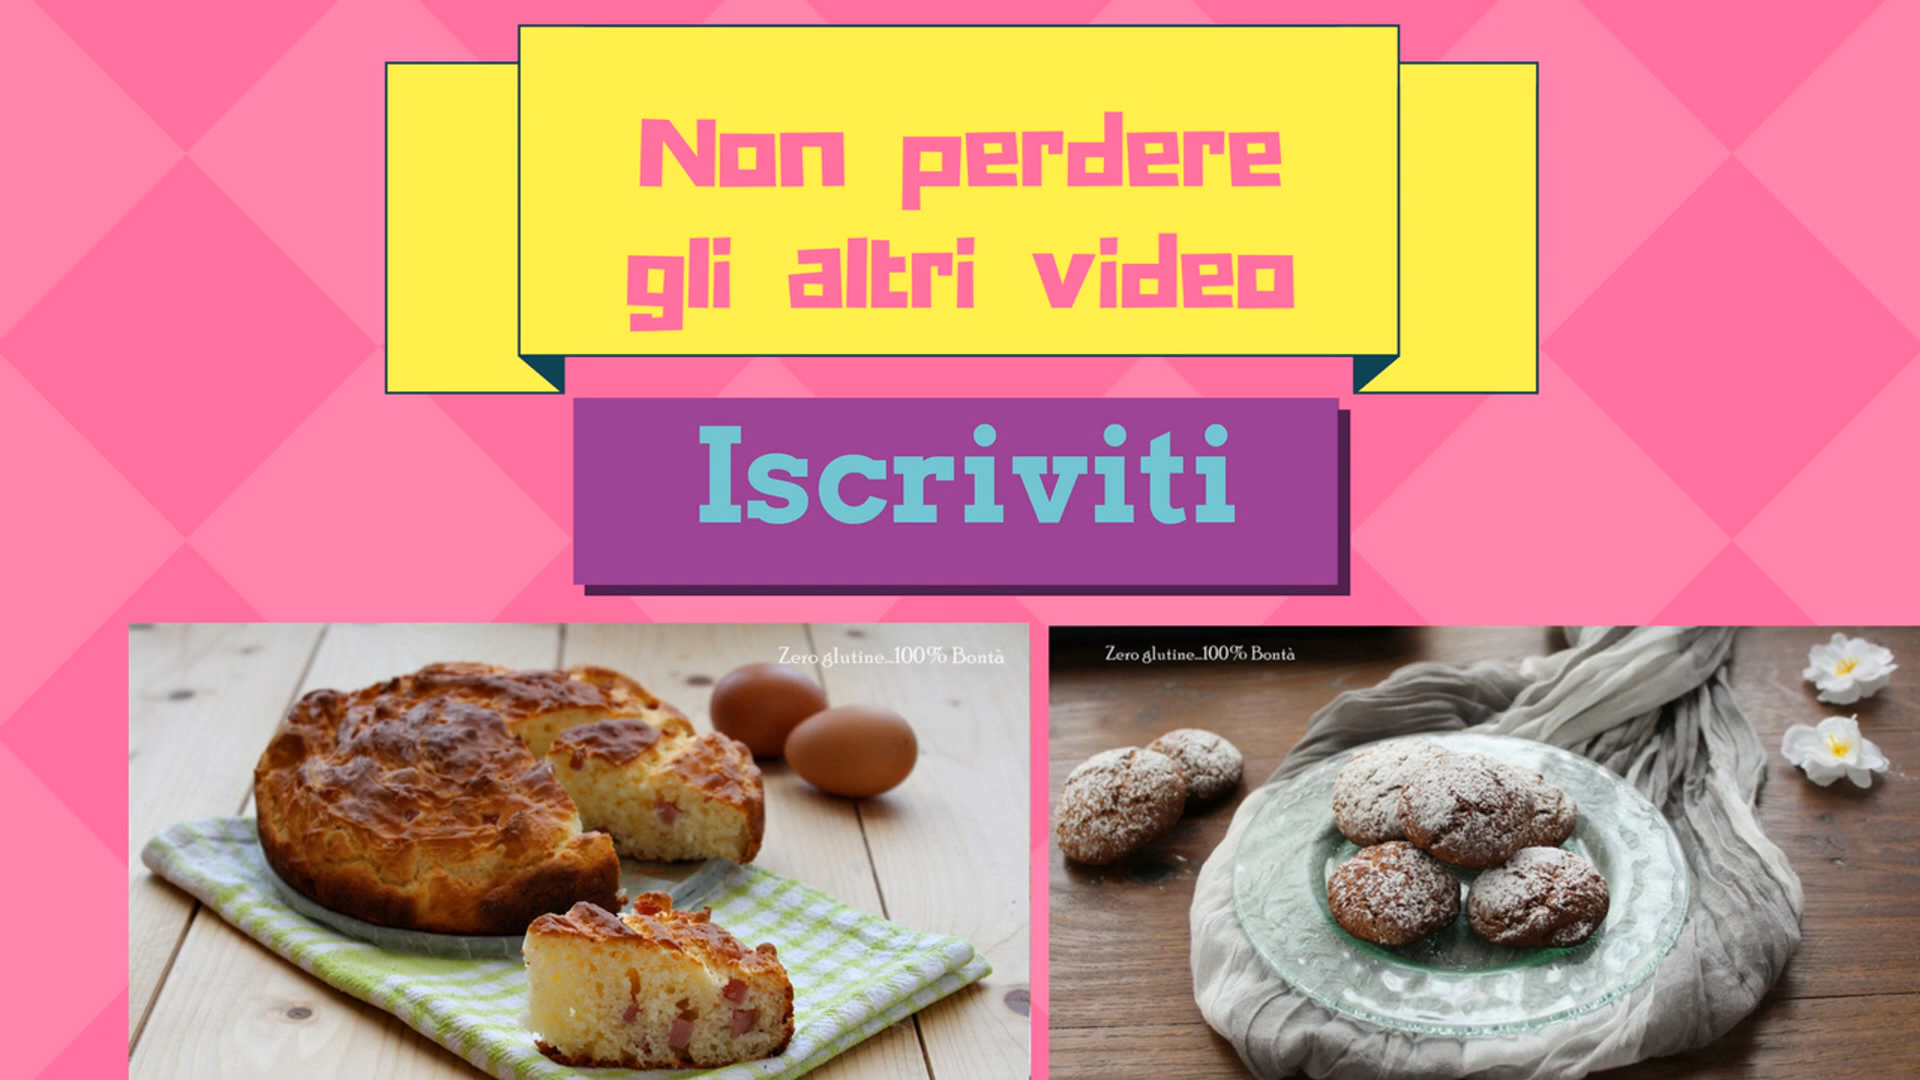 Non perdere
gli altri video
Iscriviti
Zero glutine...100% Bontà
Zero glutine...100% Bontà